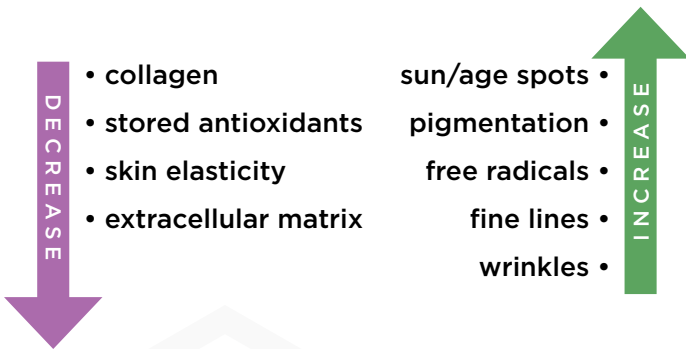 DECREASE
• collagen
• stored antioxidants
• skin elasticity
• extracellular matrix
sun/age spots •
pigmentation •
free radicals •
fine lines •
wrinkles •
INCREASE